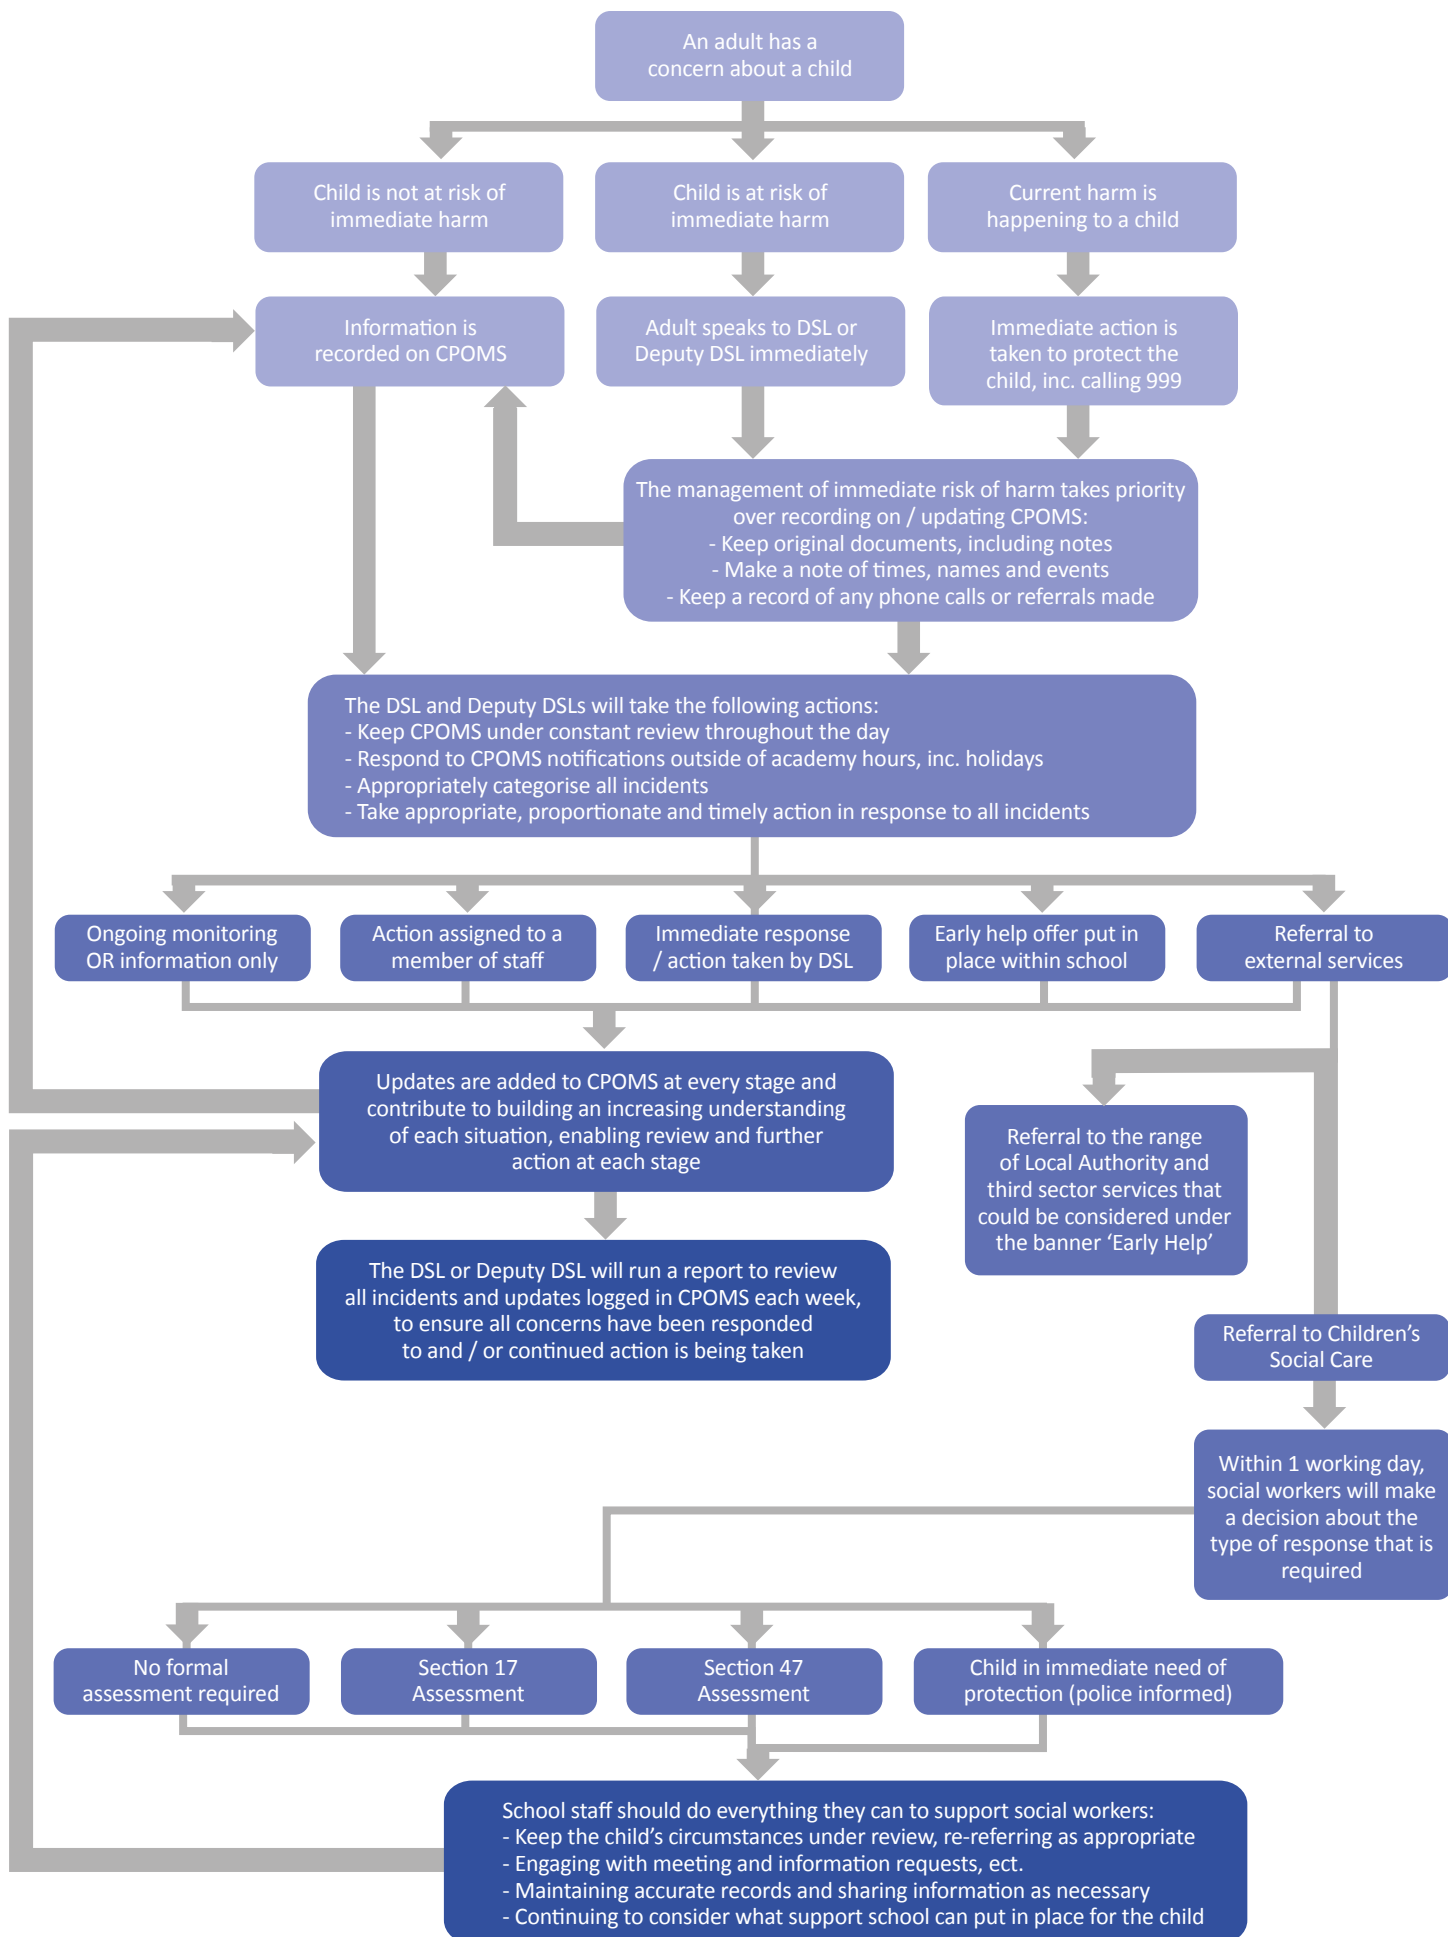 An adult has a
concern about a child
Child is not at risk of
immediate harm
Child is at risk of
immediate harm
Current harm is
happening to a child
Information is
recorded on CPOMS
Adult speaks to DSL or
Deputy DSL immediately
Immediate action is
taken to protect the
child, inc. calling 999
The management of immediate risk of harm takes priority
over recording on / updating CPOMS:
- Keep original documents, including notes
- Make a note of times, names and events
- Keep a record of any phone calls or referrals made
The DSL and Deputy DSLs will take the following actions:
- Keep CPOMS under constant review throughout the day
- Respond to CPOMS notifications outside of academy hours, inc. holidays
- Appropriately categorise all incidents
- Take appropriate, proportionate and timely action in response to all incidents
Ongoing monitoring
OR information only
Action assigned to a
member of staff
Immediate response
/ action taken by DSL
Early help offer put in
place within school
Referral to
external services
Updates are added to CPOMS at every stage and
contribute to building an increasing understanding
of each situation, enabling review and further
action at each stage
Referral to the range
of Local Authority and
third sector services that
could be considered under
the banner ‘Early Help’
The DSL or Deputy DSL will run a report to review
all incidents and updates logged in CPOMS each week,
to ensure all concerns have been responded
to and / or continued action is being taken
Referral to Children’s
Social Care
Within 1 working day,
social workers will make
a decision about the
type of response that is
required
No formal
assessment required
Section 17
Assessment
Section 47
Assessment
Child in immediate need of
protection (police informed)
School staff should do everything they can to support social workers:
- Keep the child’s circumstances under review, re-referring as appropriate
- Engaging with meeting and information requests, ect.
- Maintaining accurate records and sharing information as necessary
- Continuing to consider what support school can put in place for the child